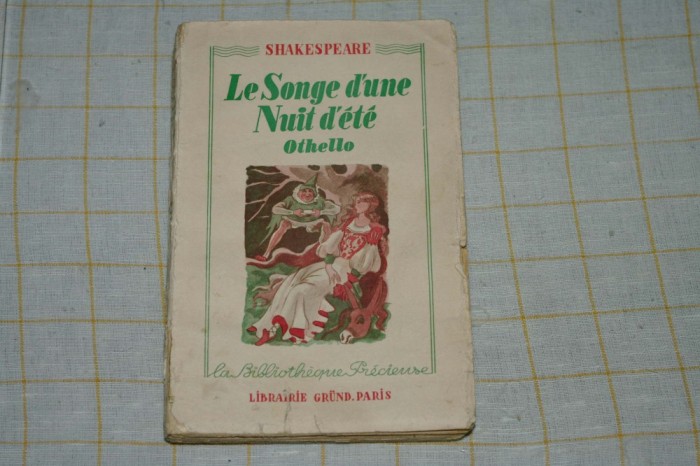 SHAKESPEARE
Le Songe d'une
Nuit d'été
Othello
la Bibliothèque Précieuse
LIBRAIRIE GRÜND. PARIS